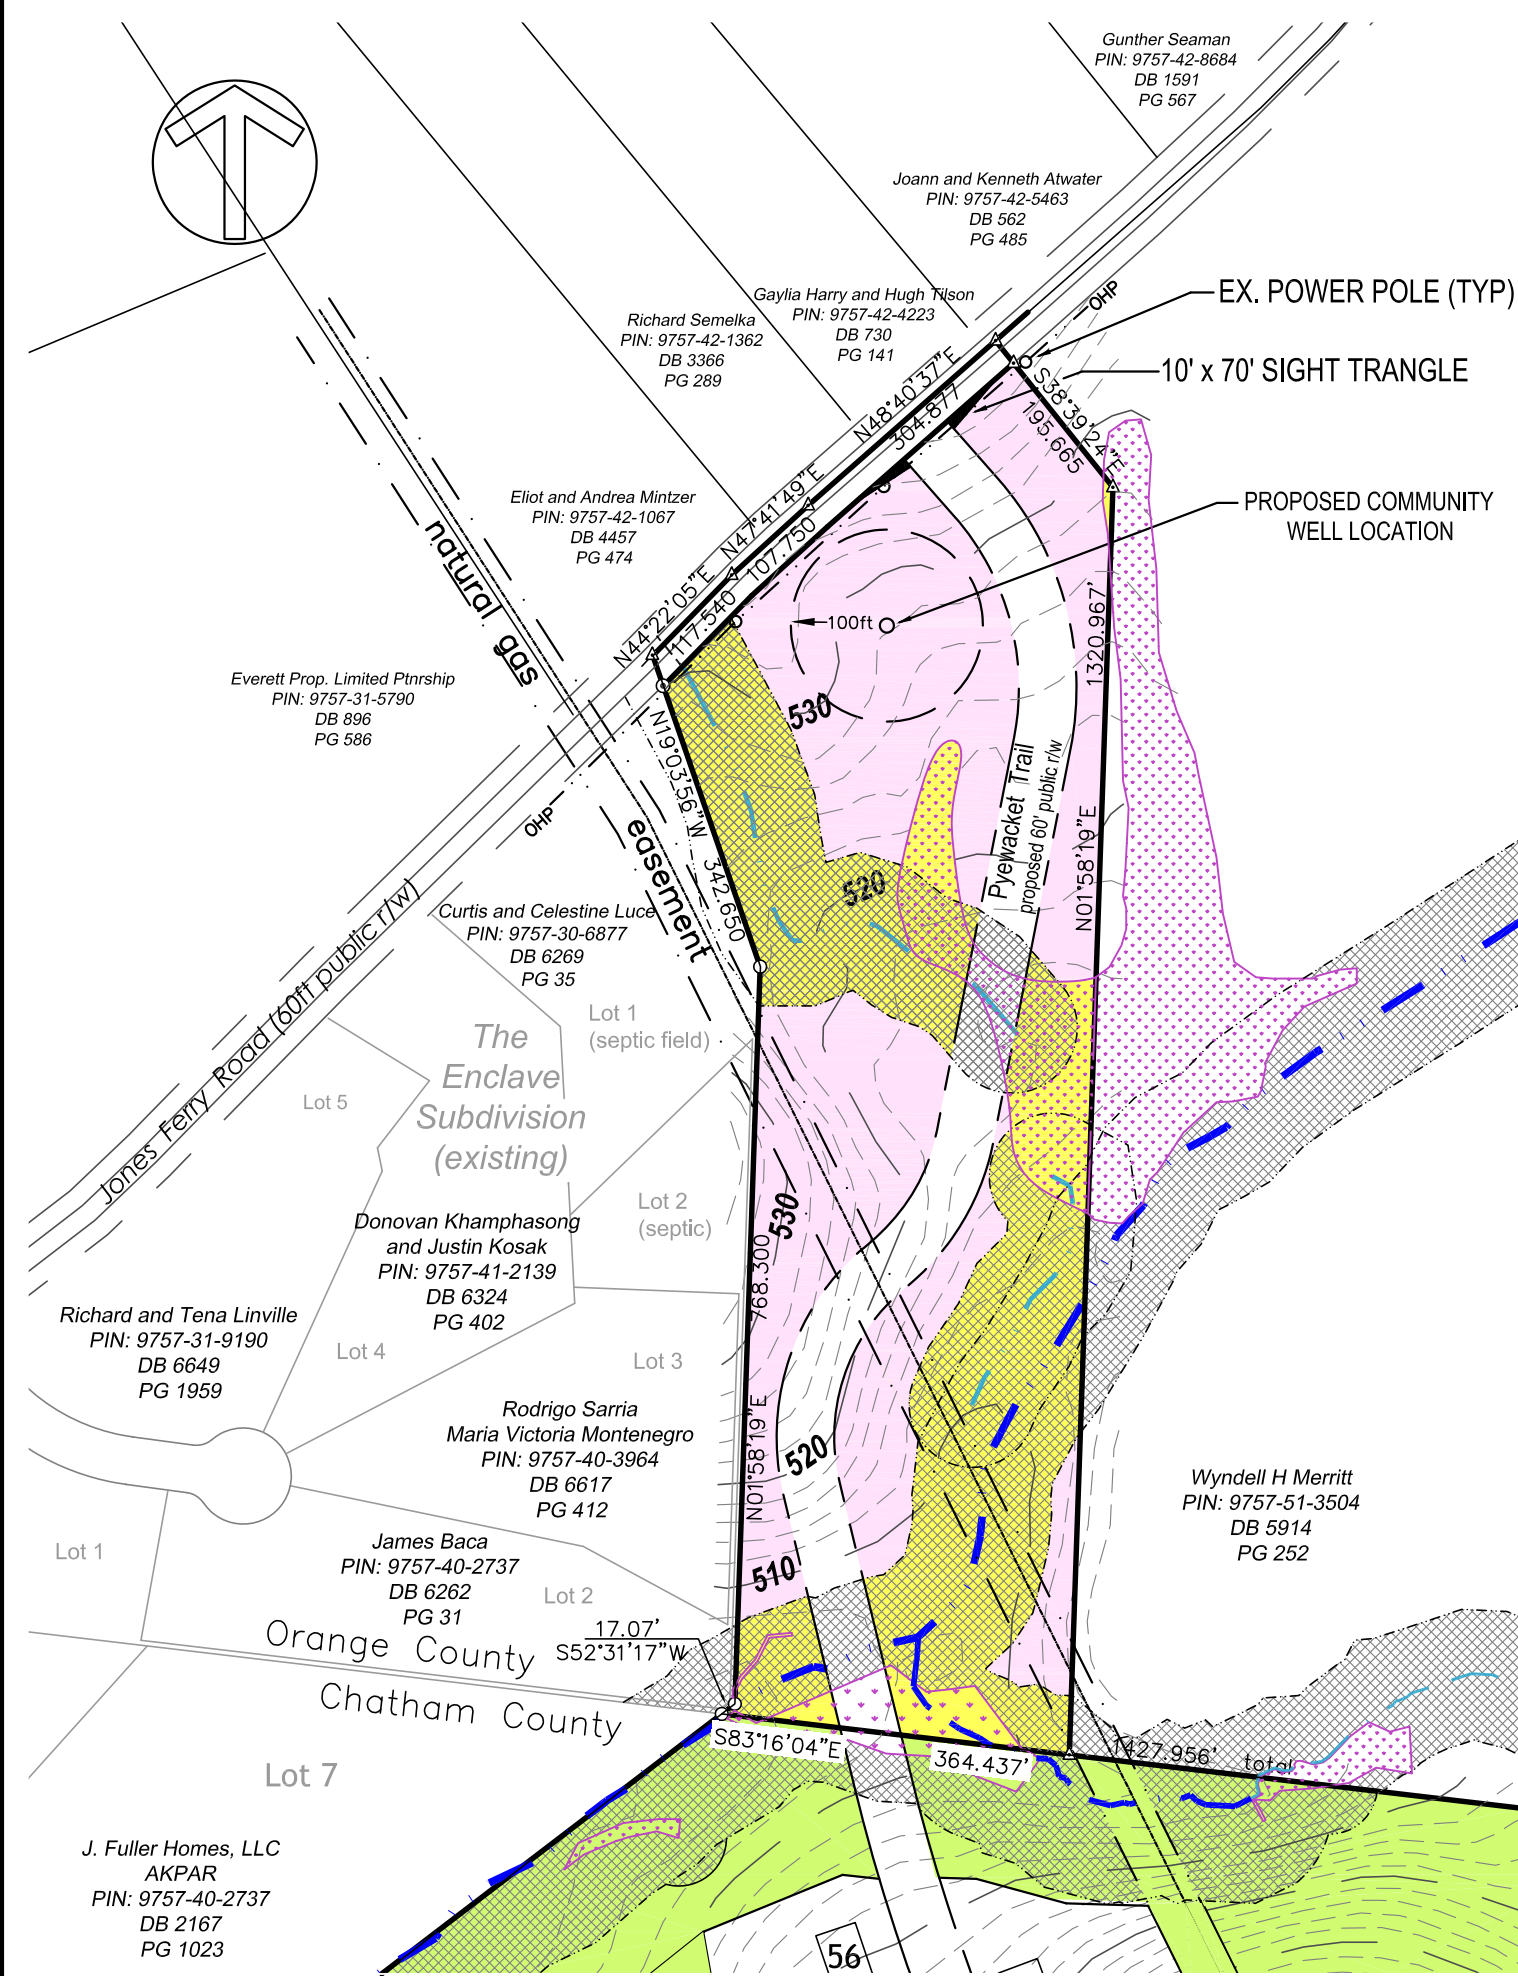 Gunther Seaman
PIN: 9757-42-8684
DB 1591
PG 567
Joann and Kenneth Atwater
PIN: 9757-42-5463
DB 562
PG 485
Gaylia Harry and Hugh Tilson
PIN: 9757-42-4223
DB 730
PG 141
Richard Semelka
PIN: 9757-42-1362
DB 3366
PG 289
OHP
EX. POWER POLE (TYP)
10' x 70' SIGHT TRANGLE
N48°40'37"E
304.877
S38°39'24"E
195.665
Eliot and Andrea Mintzer
PIN: 9757-42-1067
DB 4457
PG 474
N47°41'49"E
107.750
PROPOSED COMMUNITY
WELL LOCATION
natural gas
N44°22'05"E
117.540
100ft
1320.967'
Everett Prop. Limited Ptnrship
PIN: 9757-31-5790
DB 896
PG 586
530
N19°03'56"W
342.650
OHP
easement
Pyewacket Trail
proposed 60' public r/w
N01°58'19"E
520
Jones Ferry Road (60ft public r/w)
Curtis and Celestine Luce
PIN: 9757-30-6877
DB 6269
PG 35
Lot 1
(septic field)
The
Enclave
Subdivision
(existing)
Lot 5
Lot 2
(septic)
530
768.300
N01°58'19"E
Donovan Khamphasong
and Justin Kosak
PIN: 9757-41-2139
DB 6324
PG 402
Richard and Tena Linville
PIN: 9757-31-9190
DB 6649
PG 1959
Lot 4
Lot 3
Rodrigo Sarria
Maria Victoria Montenegro
PIN: 9757-40-3964
DB 6617
PG 412
520
Wyndell H Merritt
PIN: 9757-51-3504
DB 5914
PG 252
Lot 1
James Baca
PIN: 9757-40-2737
DB 6262
PG 31
Lot 2
510
17.07'
S52°31'17"W
Orange County
Chatham County
S83°16'04"E
364.437'
1427.956' total
Lot 7
J. Fuller Homes, LLC
AKPAR
PIN: 9757-40-2737
DB 2167
PG 1023
56